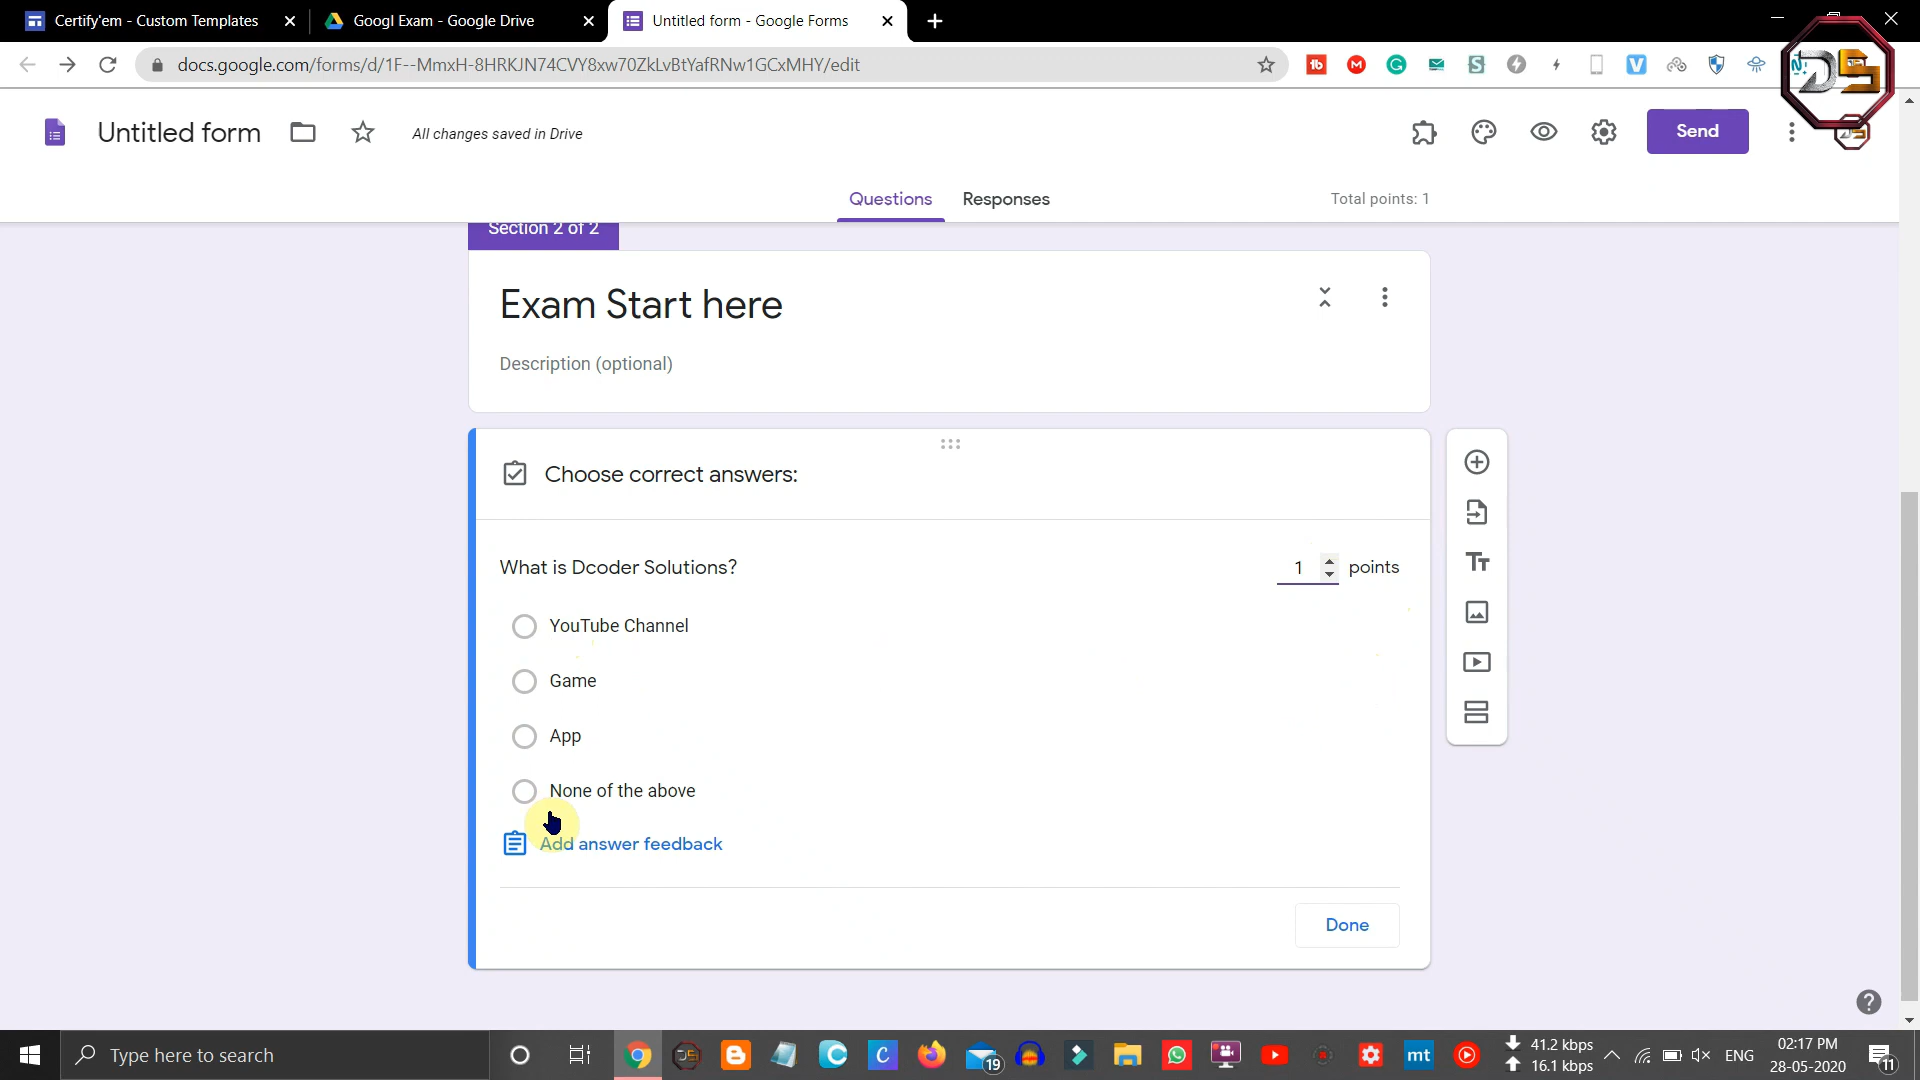 Certify'em - Custom Templates
Googl Exam - Google Drive
Untitled form - Google Forms
docs.google.com/forms/d/1F--MmxH-8HRKJN74CVY8xw70ZkLvBtYafRNw1GCxMHY/edit
DS
Untitled form
All changes saved in Drive
Send
Questions
Responses
Total points: 1
Section 2 of 2
Exam Start here
Description (optional)
Choose correct answers:
What is Dcoder Solutions?
1 points
YouTube Channel
Game
App
None of the above
Add answer feedback
Done
Type here to search
19
mt
41.2 kbps
16.1 kbps
ENG
02:17 PM
28-05-2020
11